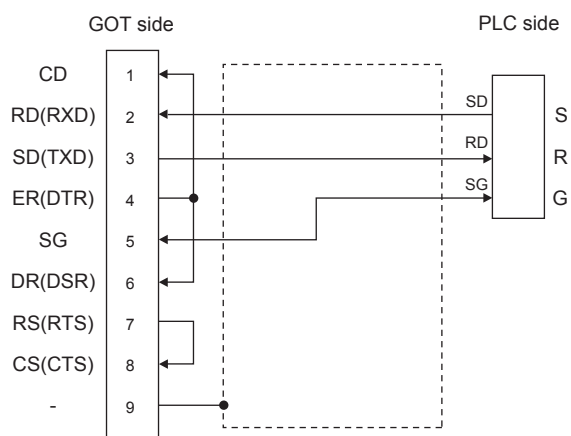 GOT side
PLC side
CD 1
RD(RXD) 2 SD S
SD(TXD) 3 RD R
ER(DTR) 4 SG G
SG 5
DR(DSR) 6
RS(RTS) 7
CS(CTS) 8
- 9